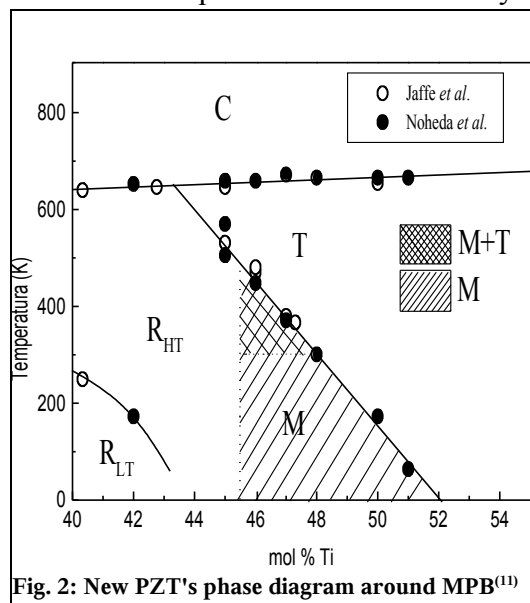 C
Jaffe et al.
Noheda et al.
T
M+T
M
R_HT
M
R_LT
Temperatura (K)
800
600
400
200
0
40 42 44 46 48 50 52 54
mol % Ti
Fig. 2: New PZT's phase diagram around MPB(11)